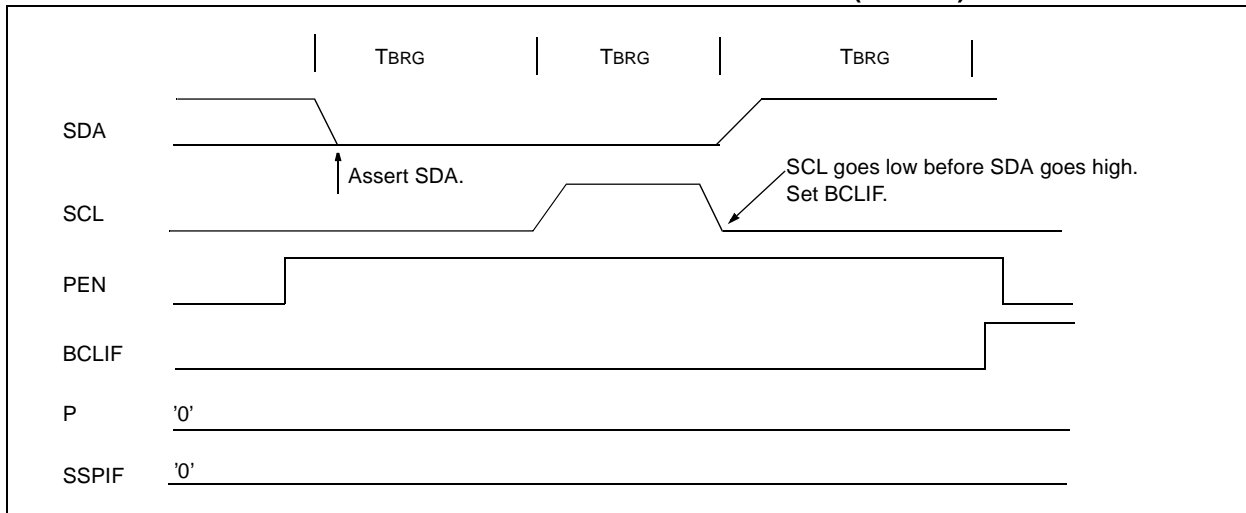 TBRG TBRG TBRG
SDA
Assert SDA.
SCL goes low before SDA goes high.
Set BCLIF.
SCL
PEN
BCLIF
P '0'
SSPIF '0'